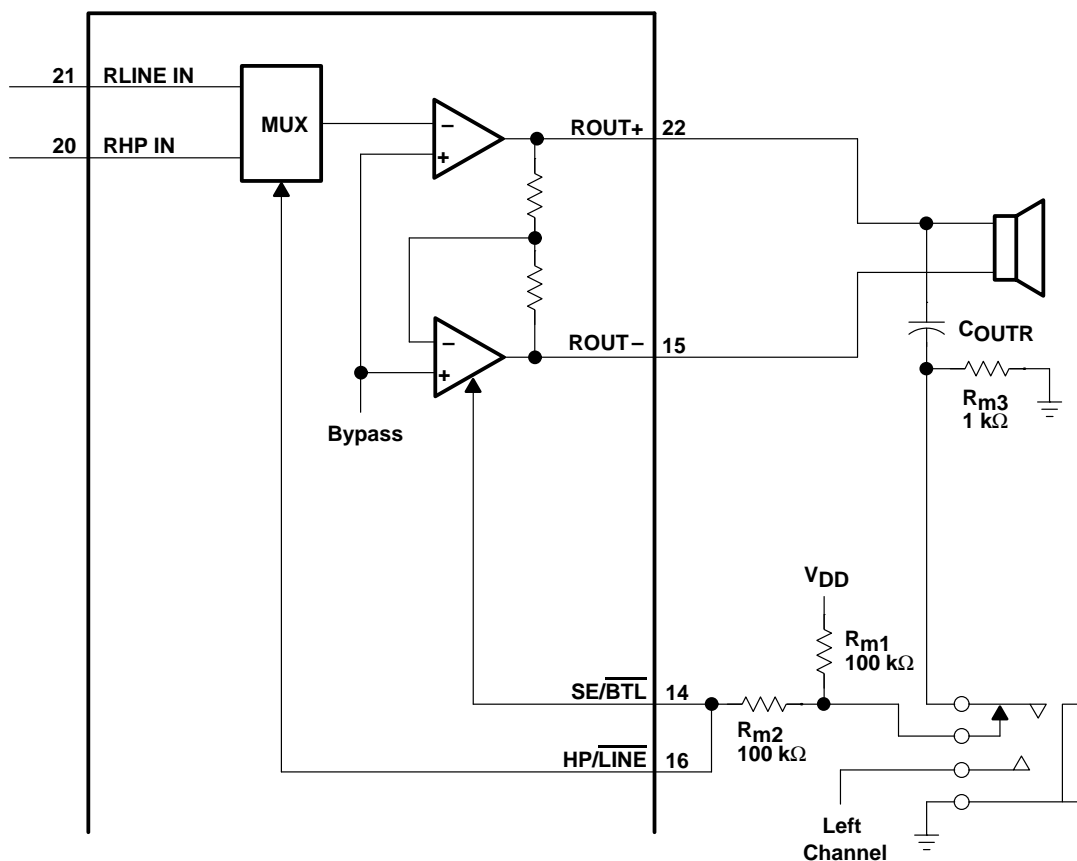 21 RLINE IN
MUX
20 RHP IN
−
+
ROUT+ 22
−
+
ROUT− 15
Bypass
COUTR
Rm3
1 kΩ
VDD
Rm1
100 kΩ
SE/BTL 14
Rm2
100 kΩ
HP/LINE 16
Left
Channel